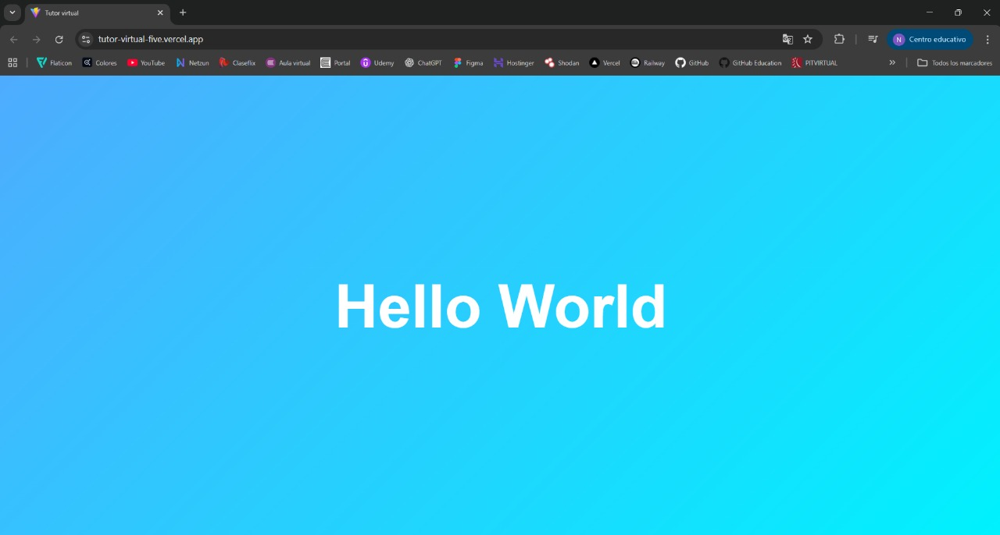 Tutor virtual
tutor-virtual-five.vercel.app
N Centro educativo
Flaticon Colores YouTube Netzun Claseflix Aula virtual Portal Udemy ChatGPT Figma Hostinger Shodan Vercel Railway GitHub GitHub Education PITVIRTUAL Todos los marcadores
Hello World